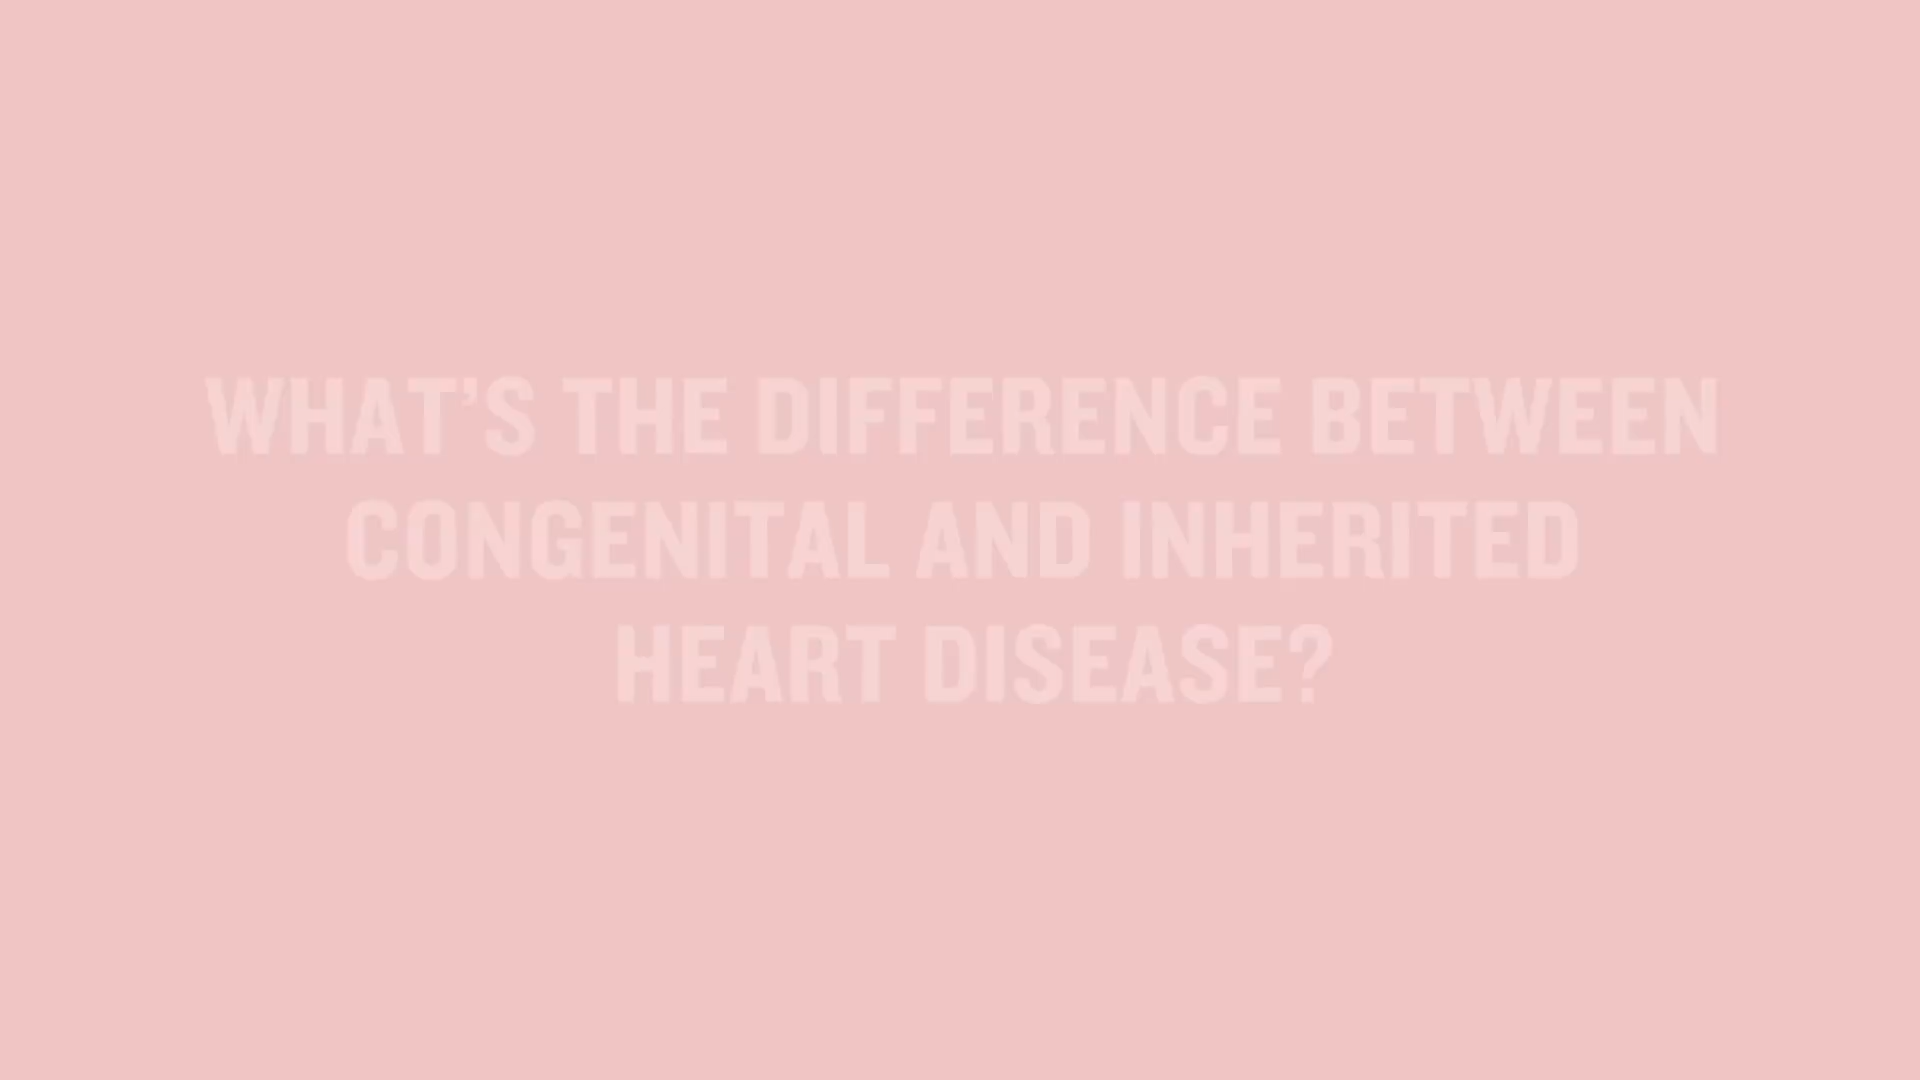 WHAT’S THE DIFFERENCE BETWEEN
CONGENITAL AND INHERITED
HEART DISEASE?